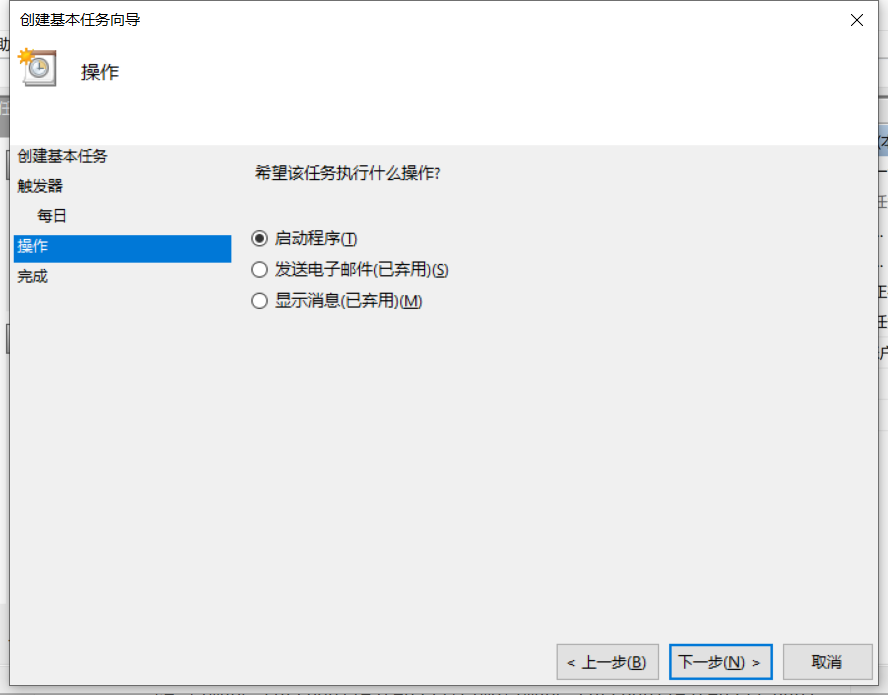 创建基本任务向导
操作
创建基本任务
触发器
每日
操作
完成
希望该任务执行什么操作?
启动程序(T)
发送电子邮件(已弃用)(S)
显示消息(已弃用)(M)
< 上一步(B)
下一步(N) >
取消